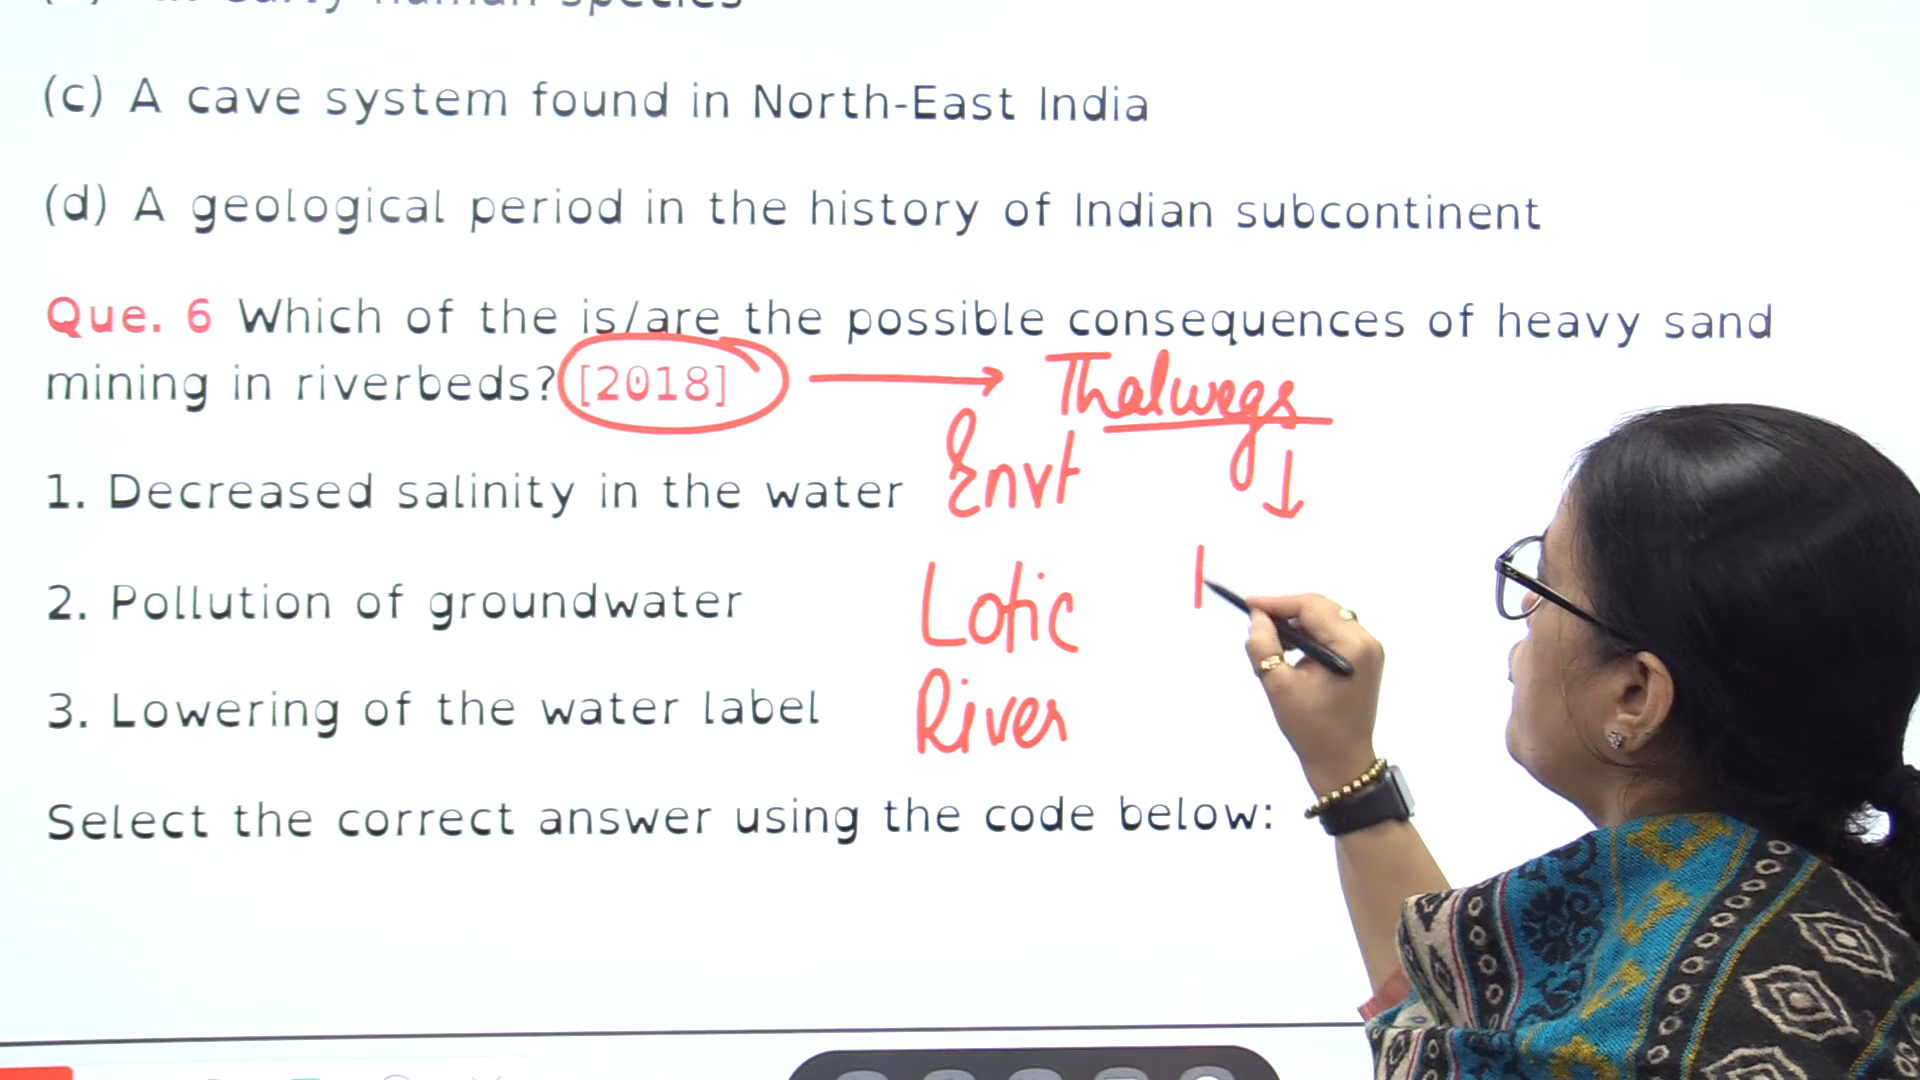 early human species
(c) A cave system found in North-East India
(d) A geological period in the history of Indian subcontinent
Que. 6 Which of the is/are the possible consequences of heavy sand
mining in riverbeds? [2018] Thalwegs
1. Decreased salinity in the water Envt
2. Pollution of groundwater Lotic
3. Lowering of the water label River
Select the correct answer using the code below: